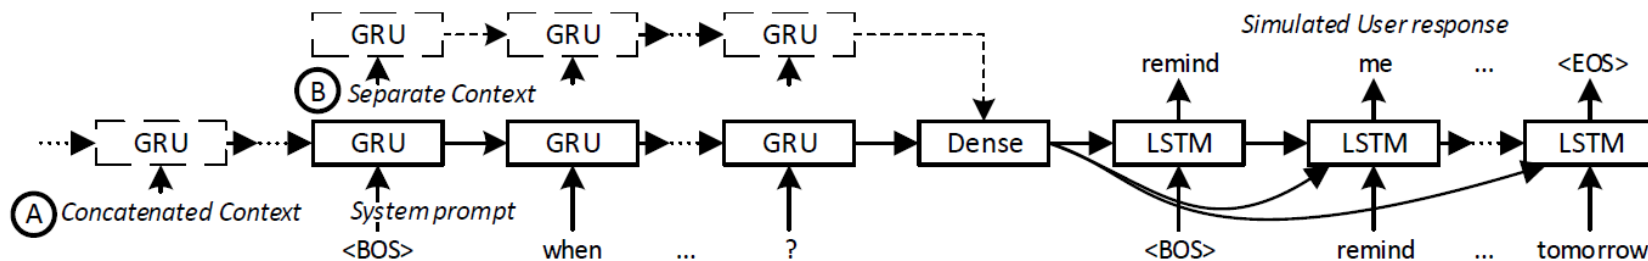 GRU GRU GRU Simulated User response
remind me ... <EOS>
B Separate Context
GRU GRU GRU GRU Dense LSTM LSTM LSTM
A Concatenated Context System prompt
<BOS> when ... ? <BOS> remind ... tomorrow